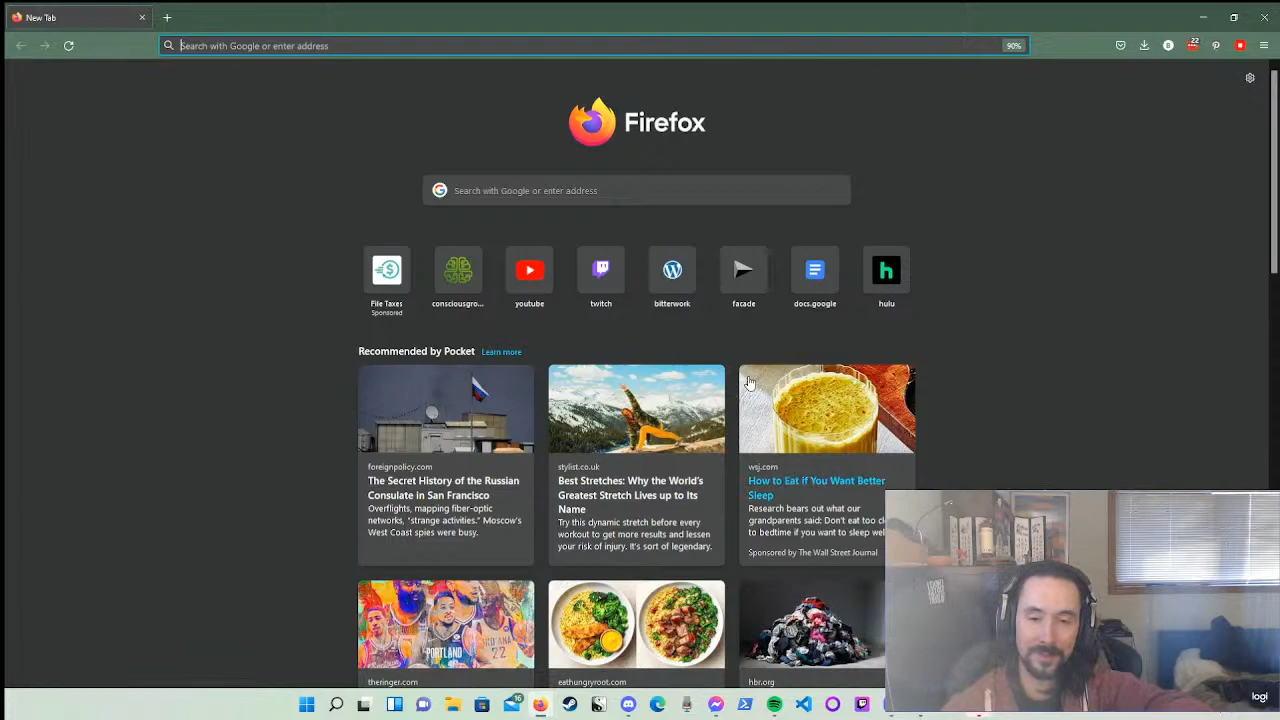 New Tab
Search with Google or enter address
90%
22
Firefox
Search with Google or enter address
File Taxes
Sponsored
consciousgro...
youtube
twitch
bitterwork
facade
docs.google
hulu
Recommended by Pocket
Learn more
foreignpolicy.com
The Secret History of the Russian
Consulate in San Francisco
Overflights, mapping fiber-optic
networks, “strange activities.” Moscow’s
West Coast spies were busy.
stylist.co.uk
Best Stretches: Why the World’s
Greatest Stretch Lives up to Its
Name
Try this dynamic stretch before every
workout to get more results and lessen
your risk of injury. It’s sort of legendary.
wsj.com
How to Eat if You Want Better
Sleep
Research bears out what our
grandparents said: Don’t eat too cl
to bedtime if you want to sleep wel
Sponsored by The Wall Street Journal
PORTLAND
INDIANA
22
theringer.com
eathungryroot.com
hbr.org
16
logi